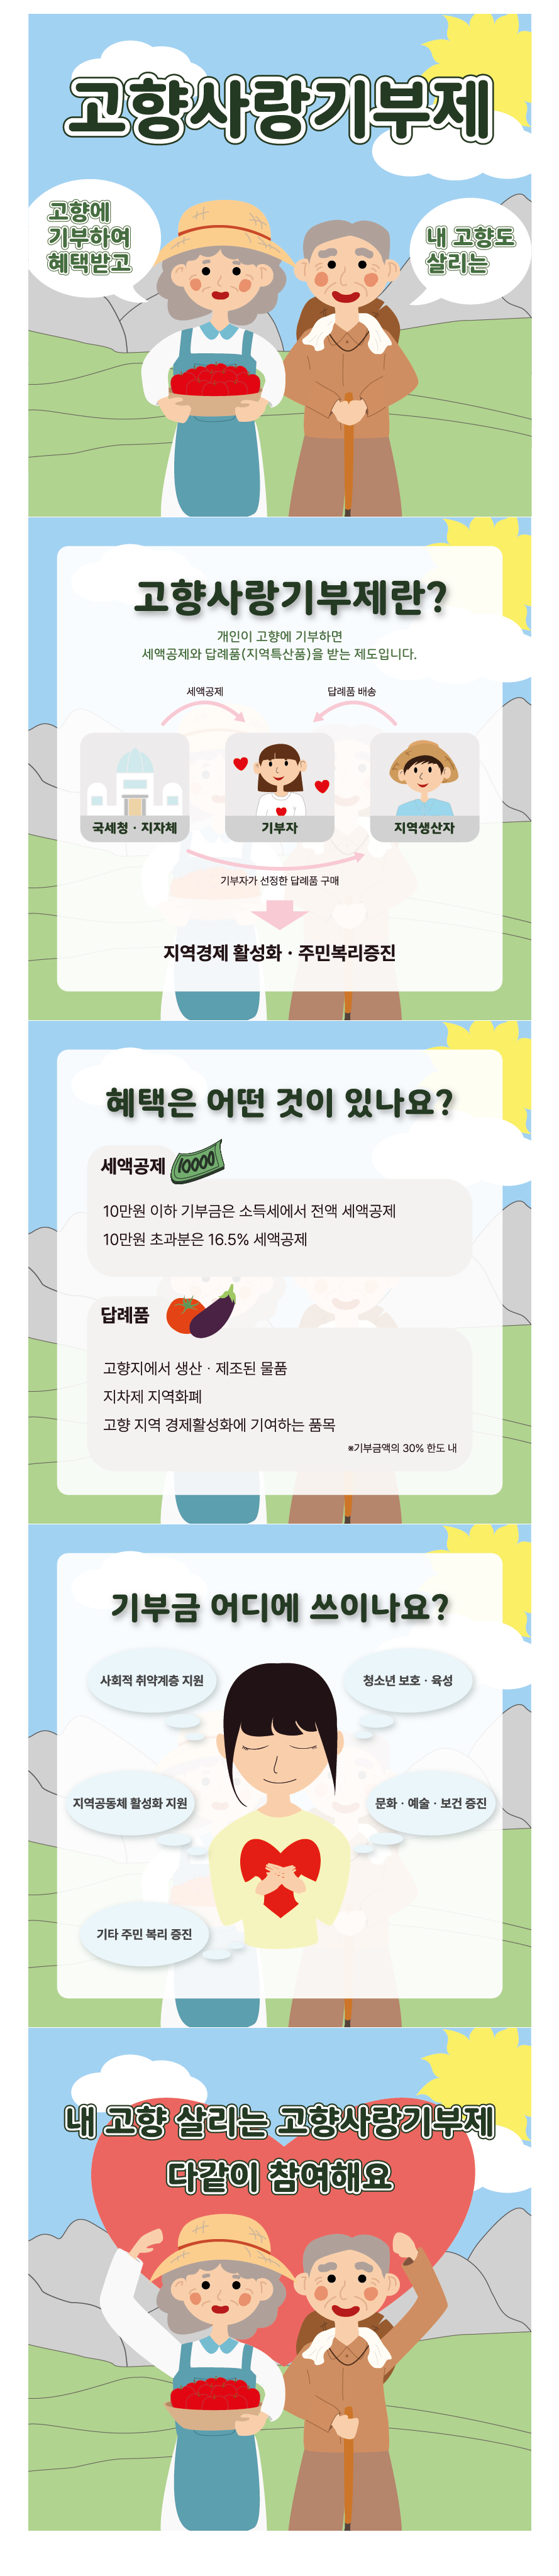 고향사랑기부제
고향에
기부하여
혜택받고
내 고향도
살리는
고향사랑기부제란?
개인이 고향에 기부하면
세액공제와 답례품(지역특산품)을 받는 제도입니다.
세액공제
답례품 배송
국세청 · 지자체
기부자
지역생산자
기부자가 선정한 답례품 구매
지역경제 활성화 · 주민복리증진
혜택은 어떤 것이 있나요?
세액공제
10000
10만원 이하 기부금은 소득세에서 전액 세액공제
10만원 초과분은 16.5% 세액공제
답례품
고향지에서 생산 · 제조된 물품
지차제 지역화폐
고향 지역 경제활성화에 기여하는 품목
※기부금액의 30% 한도 내
기부금 어디에 쓰이나요?
사회적 취약계층 지원
청소년 보호 · 육성
지역공동체 활성화 지원
문화 · 예술 · 보건 증진
기타 주민 복리 증진
내 고향 살리는 고향사랑기부제
다같이 참여해요